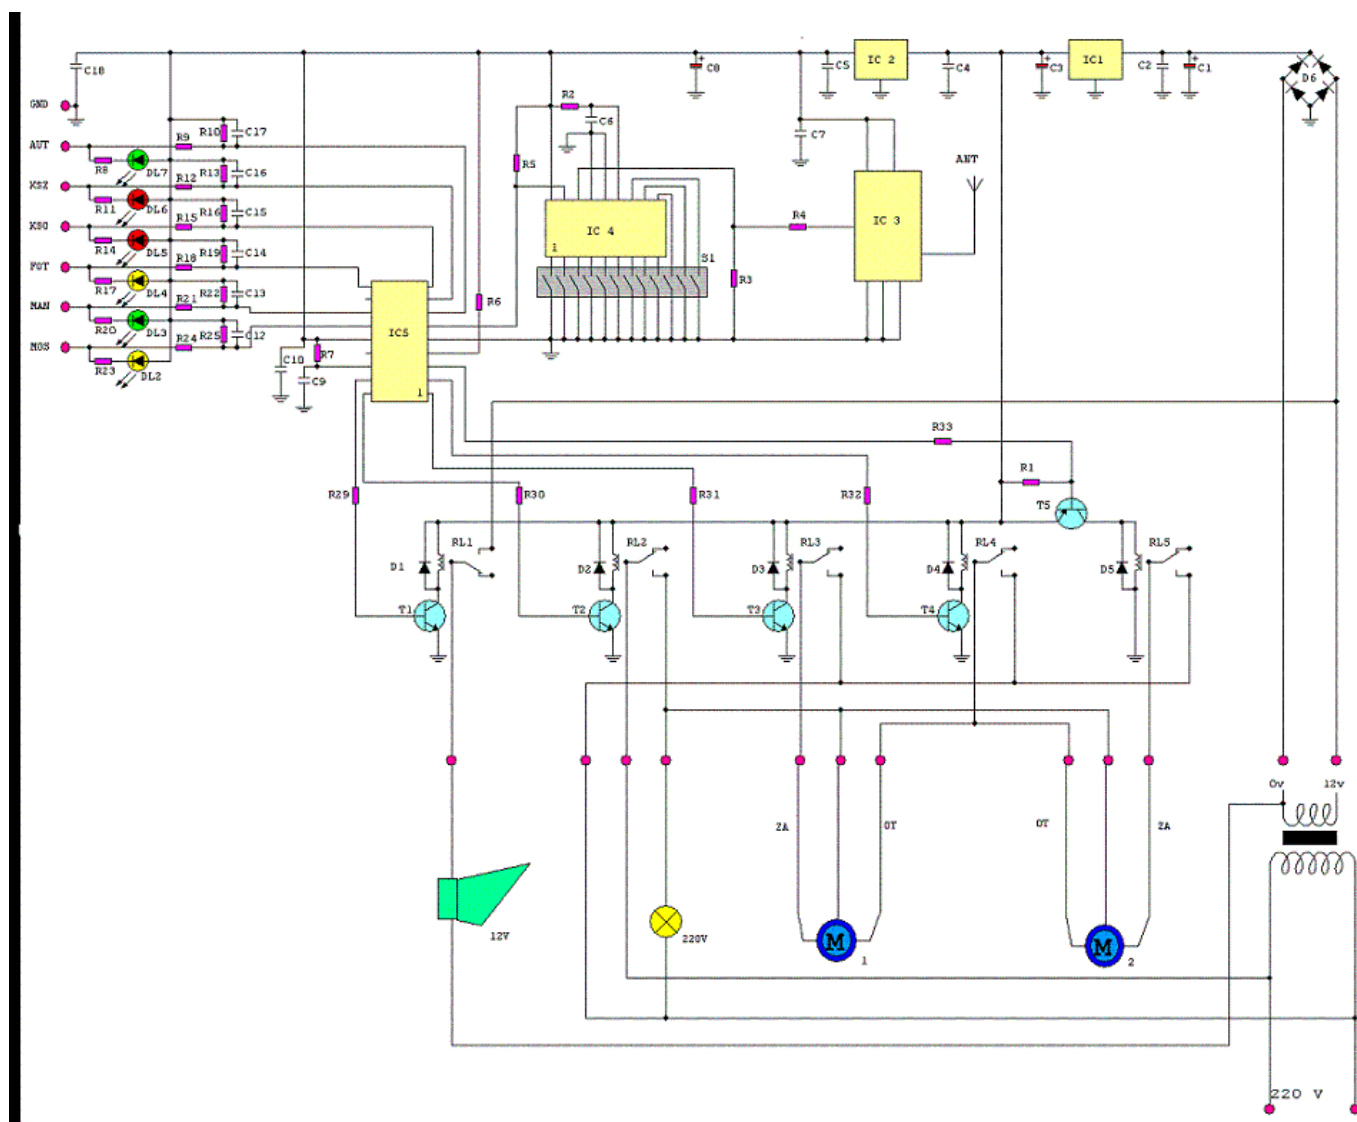 C18
C8
C5
IC 2
C4
C3
IC1
C2
C1
D6
GND
R2
C6
C7
AUT
R9
R10
C17
R8
DL7
R5
ANT
KSZ
R12
R13
C16
R11
DL6
R4
IC 3
KSO
R15
R16
C15
IC 4
1
R14
DL5
S1
FOT
R18
R19
C14
R3
R17
DL4
R6
MAN
R21
R22
C13
R20
DL3
IC5
MOS
R24
R25
C12
R7
R23
DL2
C10
C9
1
R33
R1
R29
R30
R31
R32
T5
D1
RL1
D2
RL2
D3
RL3
D4
RL4
D5
RL5
T1
T2
T3
T4
0v
12v
ZA
OT
OT
ZA
12V
220V
M
1
M
2
220 V